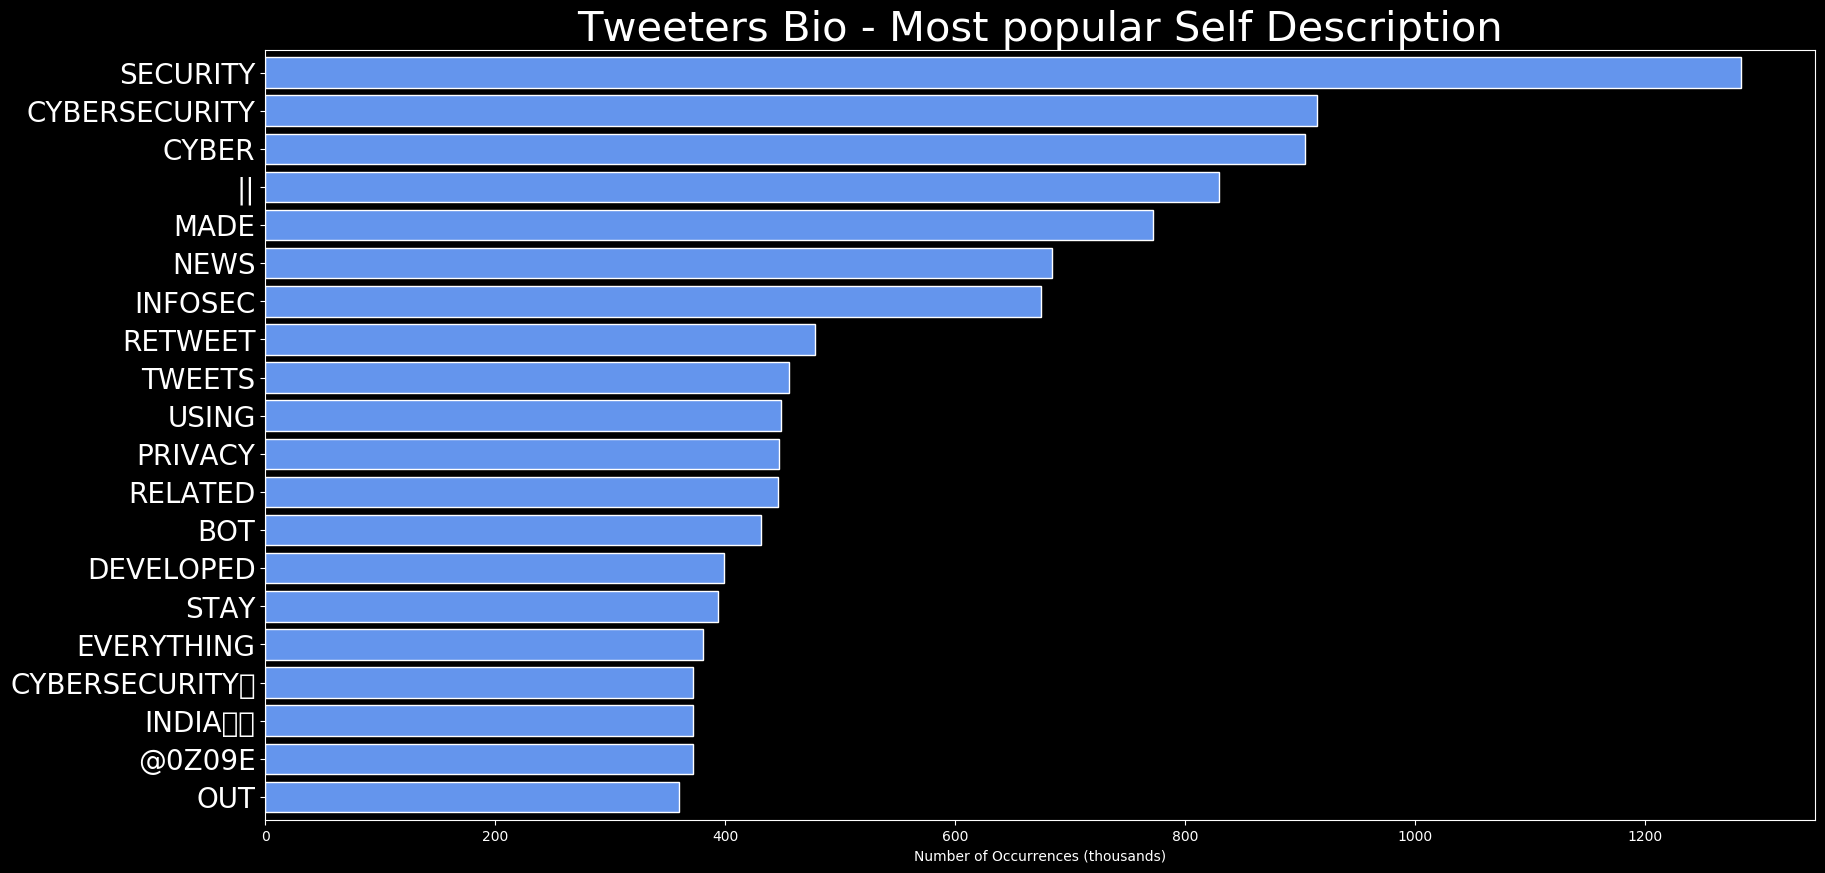 Tweeters Bio - Most popular Self Description
SECURITY
CYBERSECURITY
CYBER
||
MADE
NEWS
INFOSEC
RETWEET
TWEETS
USING
PRIVACY
RELATED
BOT
DEVELOPED
STAY
EVERYTHING
CYBERSECURITY▯
INDIA▯▯
@0Z09E
OUT
0 200 400 600 800 1000 1200
Number of Occurrences (thousands)